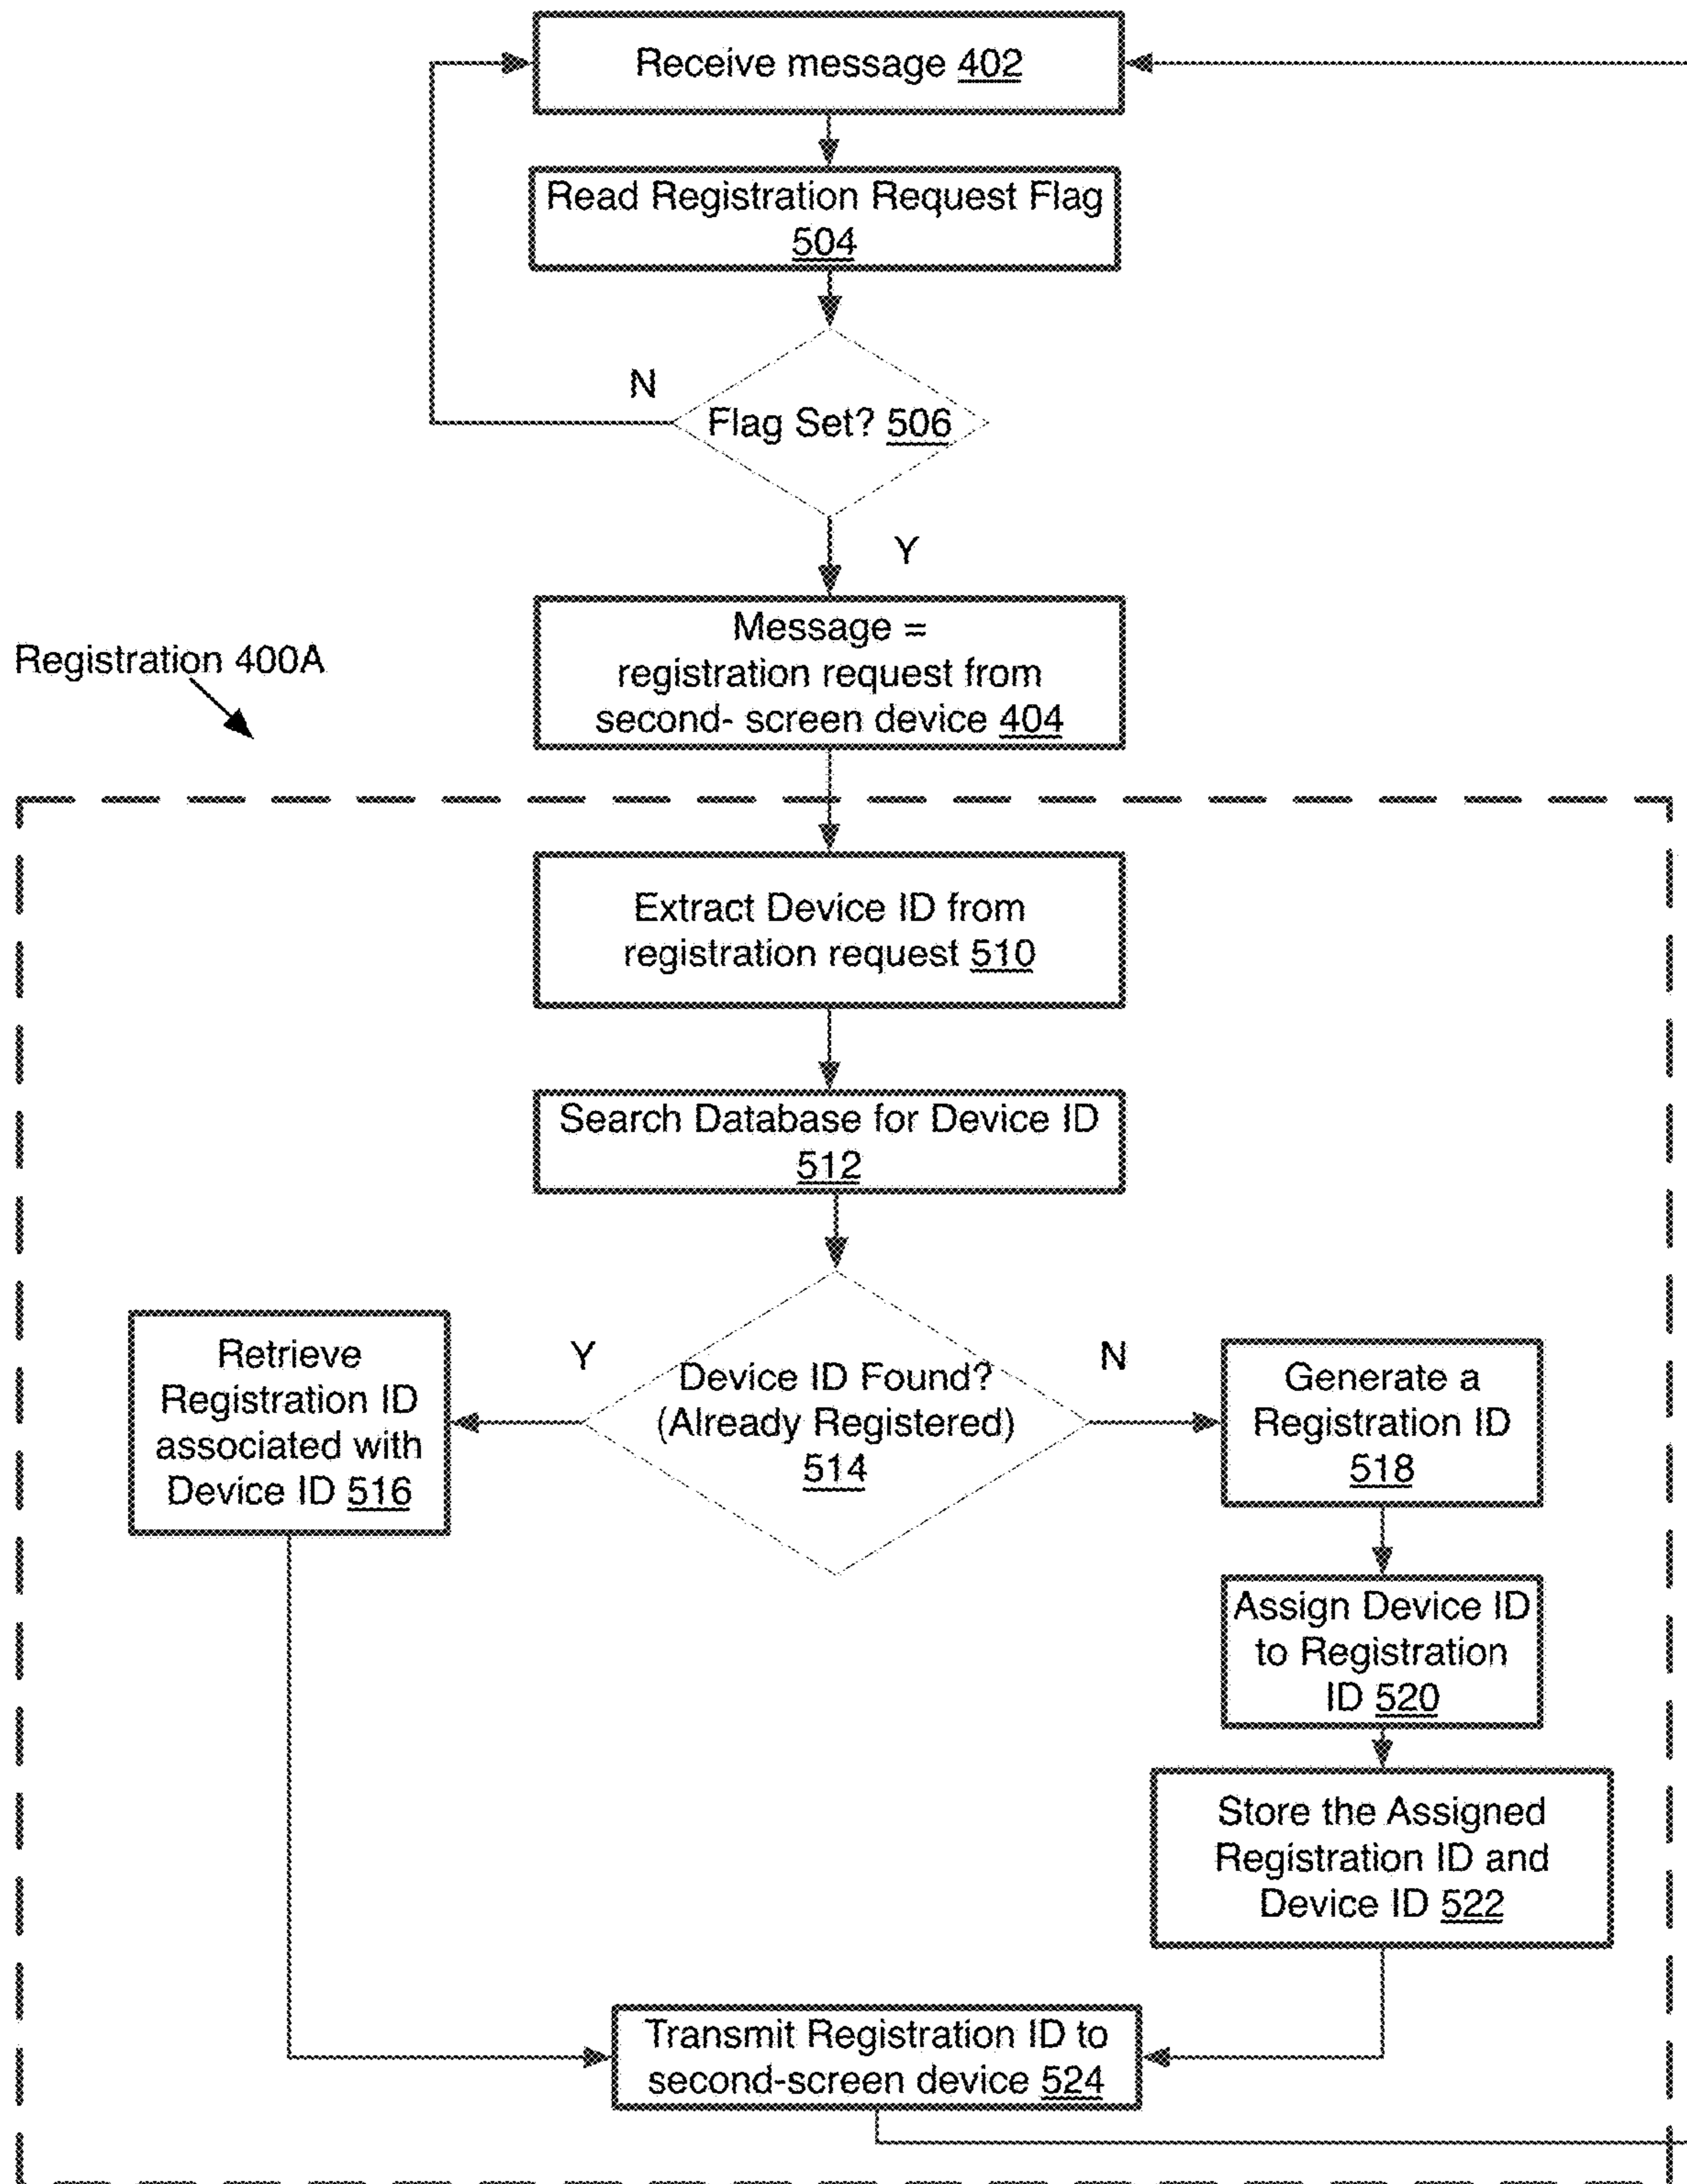 Receive message 402
Read Registration Request Flag
504
N
Flag Set? 506
Y
Message =
registration request from
second- screen device 404
Registration 400A
Extract Device ID from
registration request 510
Search Database for Device ID
512
Y
Device ID Found?
(Already Registered)
514
N
Retrieve
Registration ID
associated with
Device ID 516
Generate a
Registration ID
518
Assign Device ID
to Registration
ID 520
Store the Assigned
Registration ID and
Device ID 522
Transmit Registration ID to
second-screen device 524